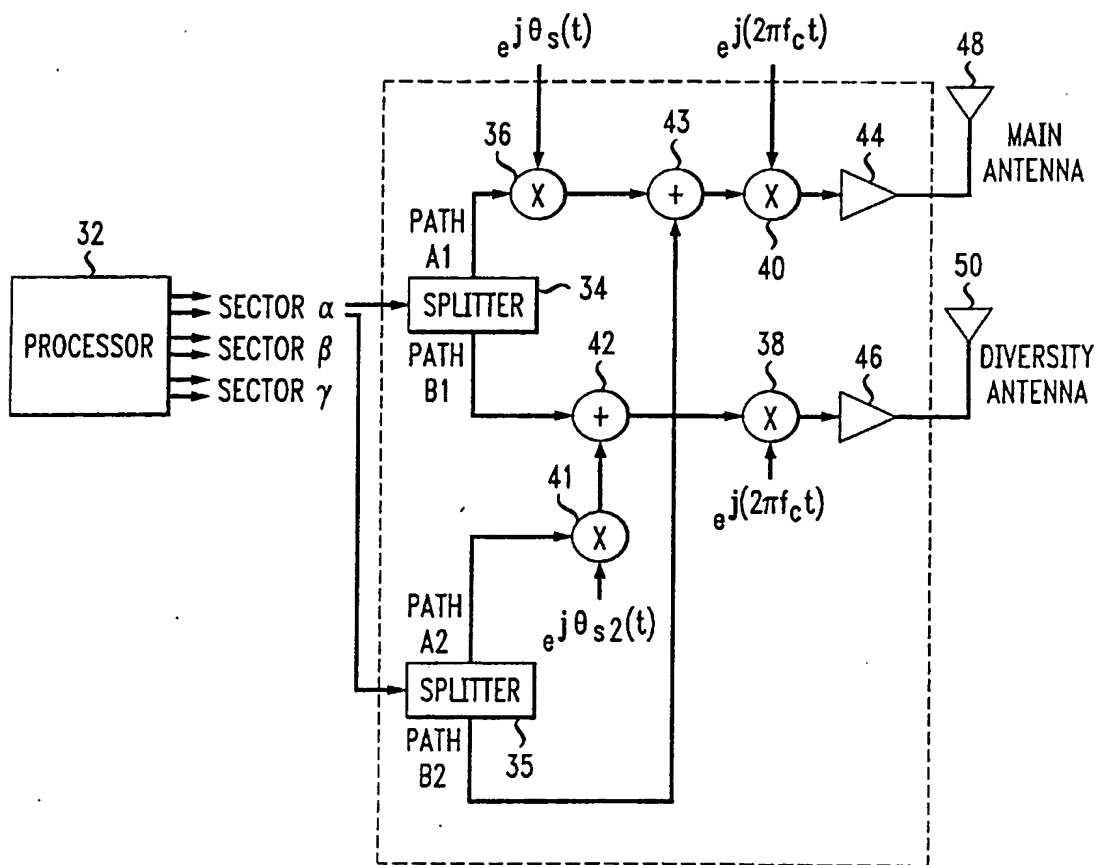 e^jθs(t)
e^j(2πfct)
48
36
43
44
MAIN
ANTENNA
X
+
X
PATH
A1
40
32
50
SPLITTER
34
PROCESSOR
SECTOR α
SECTOR β
SECTOR γ
PATH
B1
42
38
46
DIVERSITY
ANTENNA
+
X
41
e^j(2πfct)
X
PATH
A2
e^jθs2(t)
SPLITTER
PATH
B2
35